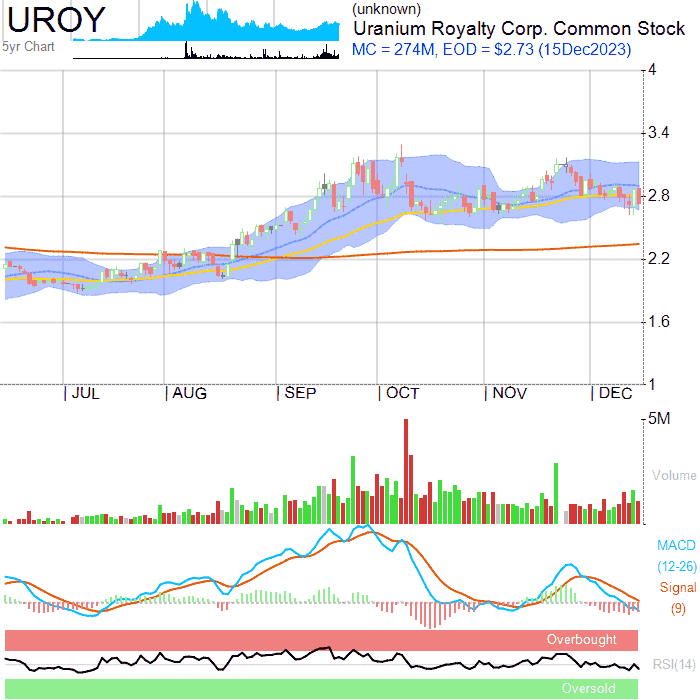 UROY
5yr Chart
(unknown)
Uranium Royalty Corp. Common Stock
MC = 274M, EOD = $2.73 (15Dec2023)
4
3.4
2.8
2.2
1.6
1
JUL AUG SEP OCT NOV DEC
5M
Volume
MACD
(12-26)
Signal
(9)
Overbought
RSI(14)
Oversold